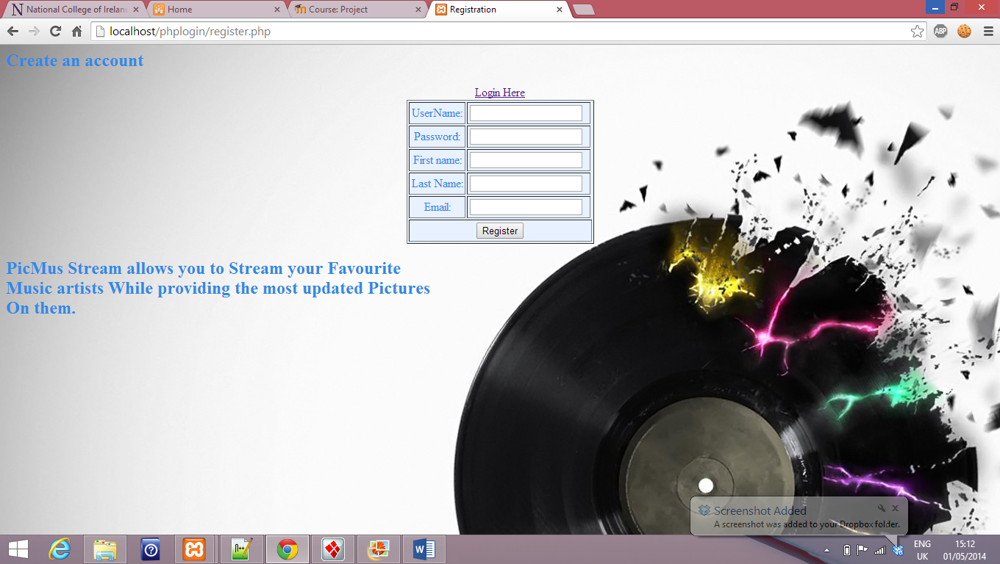 National College of Irelan
Home
Course: Project
Registration
localhost/phplogin/register.php
ABP
Create an account
Login Here
UserName:
Password:
First name:
Last Name:
Email:
Register
PicMus Stream allows you to Stream your Favourite
Music artists While providing the most updated Pictures
On them.
Screenshot Added
A screenshot was added to your Dropbox folder.
ENG
UK
15:12
01/05/2014